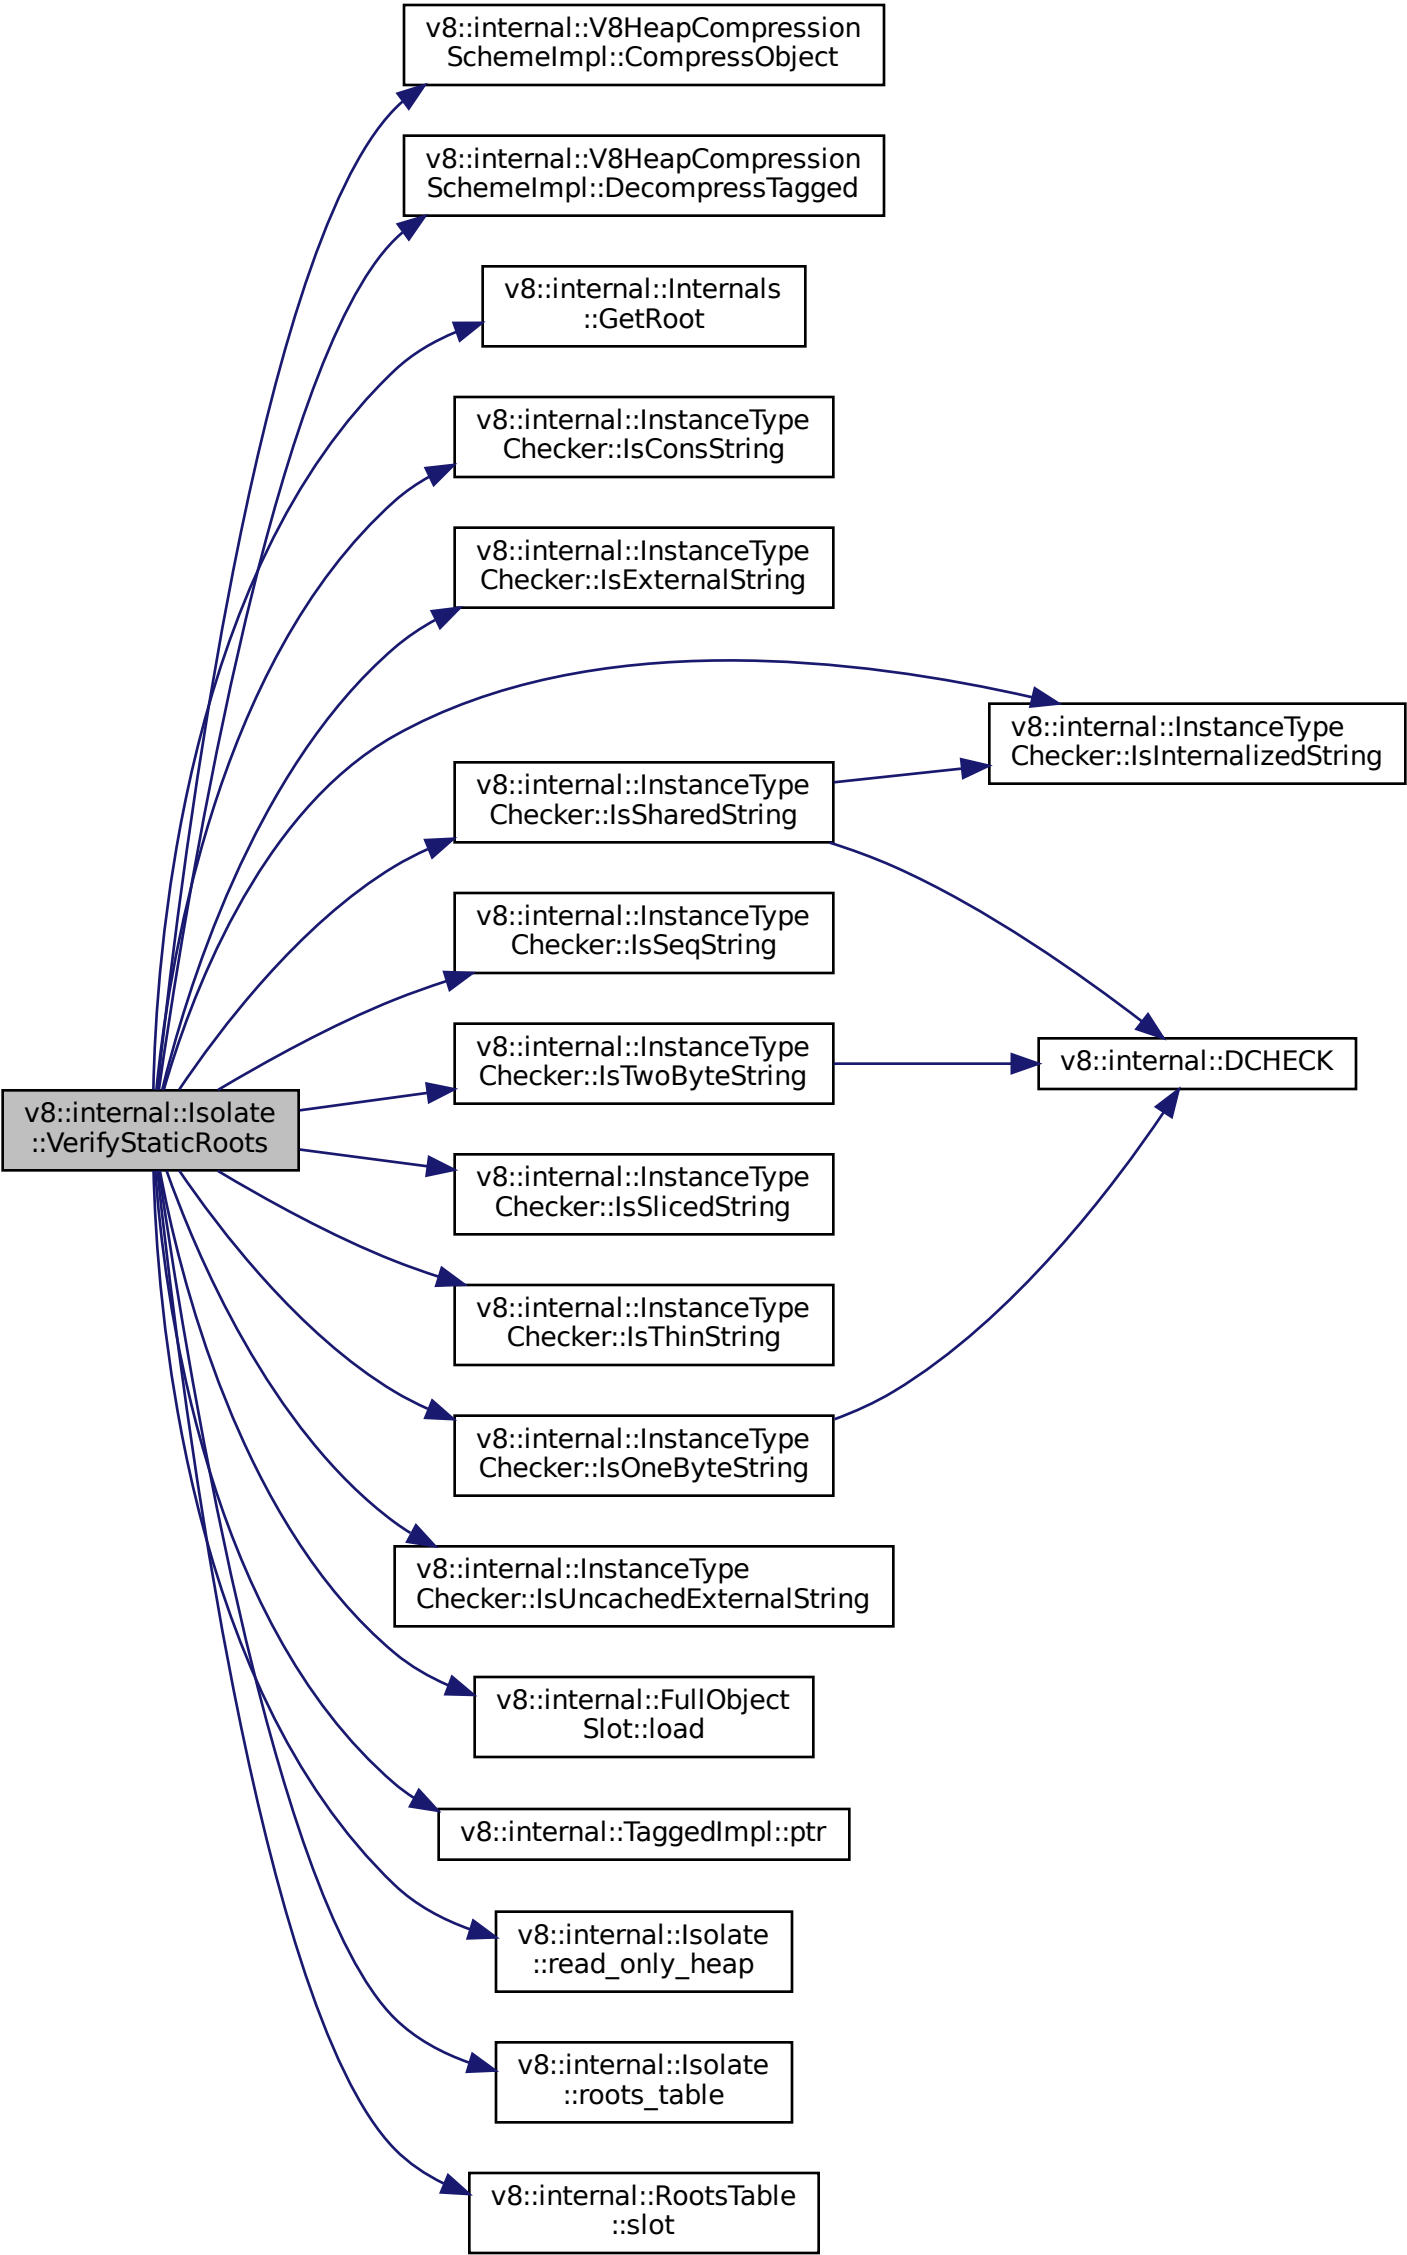 v8::internal::V8HeapCompression
SchemeImpl::CompressObject
v8::internal::V8HeapCompression
SchemeImpl::DecompressTagged
v8::internal::Internals
::GetRoot
v8::internal::InstanceType
Checker::IsConsString
v8::internal::InstanceType
Checker::IsExternalString
v8::internal::InstanceType
Checker::IsInternalizedString
v8::internal::InstanceType
Checker::IsSharedString
v8::internal::InstanceType
Checker::IsSeqString
v8::internal::InstanceType
Checker::IsTwoByteString
v8::internal::DCHECK
v8::internal::Isolate
::VerifyStaticRoots
v8::internal::InstanceType
Checker::IsSlicedString
v8::internal::InstanceType
Checker::IsThinString
v8::internal::InstanceType
Checker::IsOneByteString
v8::internal::InstanceType
Checker::IsUncachedExternalString
v8::internal::FullObject
Slot::load
v8::internal::TaggedImpl::ptr
v8::internal::Isolate
::read_only_heap
v8::internal::Isolate
::roots_table
v8::internal::RootsTable
::slot